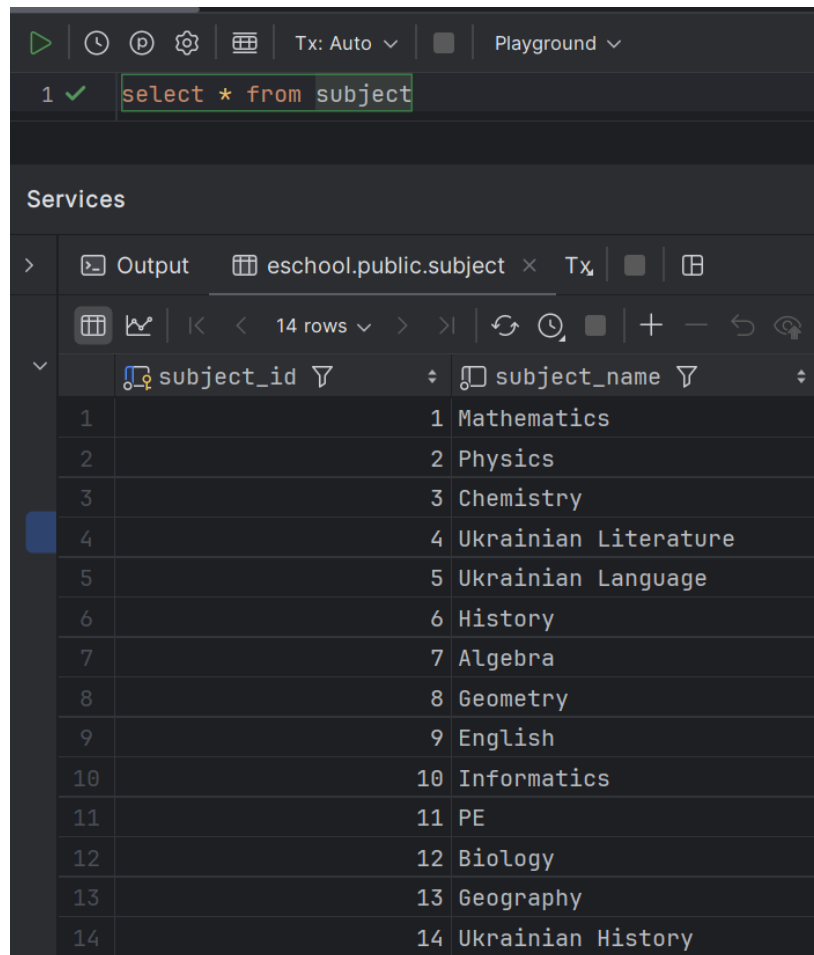 Tx: Auto Playground
1 select * from subject
Services
Output eschool.public.subject × Tx
14 rows
subject_id subject_name
1 1 Mathematics
2 2 Physics
3 3 Chemistry
4 4 Ukrainian Literature
5 5 Ukrainian Language
6 6 History
7 7 Algebra
8 8 Geometry
9 9 English
10 10 Informatics
11 11 PE
12 12 Biology
13 13 Geography
14 14 Ukrainian History